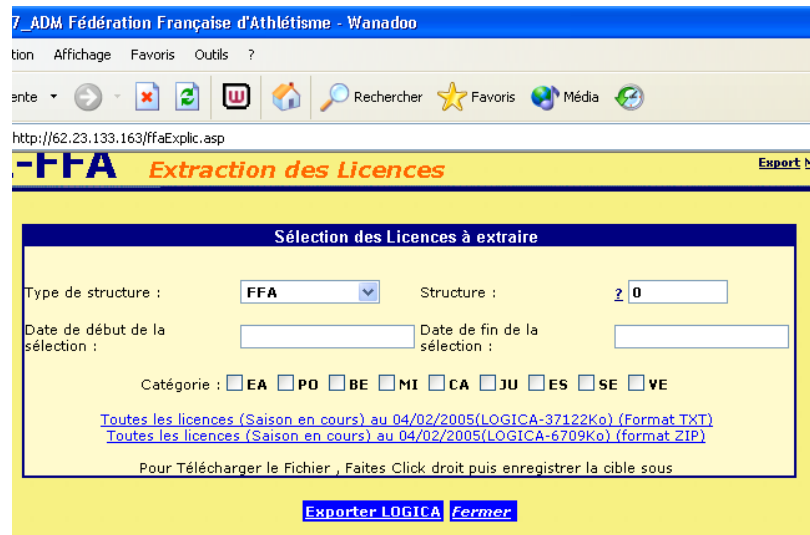 7_ADM Fédération Française d'Athlétisme - Wanadoo
tion Affichage Favoris Outils ?
ente Rechercher Favoris Média
http://62.23.133.163/ffaExplic.asp
-FFA Extraction des Licences Export
Sélection des Licences à extraire
Type de structure : FFA Structure : ? 0
Date de début de la sélection : Date de fin de la sélection :
Catégorie : EA PO BE MI CA JU ES SE VE
Toutes les licences (Saison en cours) au 04/02/2005(LOGICA-37122Ko) (Format TXT)
Toutes les licences (Saison en cours) au 04/02/2005(LOGICA-6709Ko) (format ZIP)
Pour Télécharger le Fichier , Faites Click droit puis enregistrer la cible sous
Exporter LOGICA Fermer